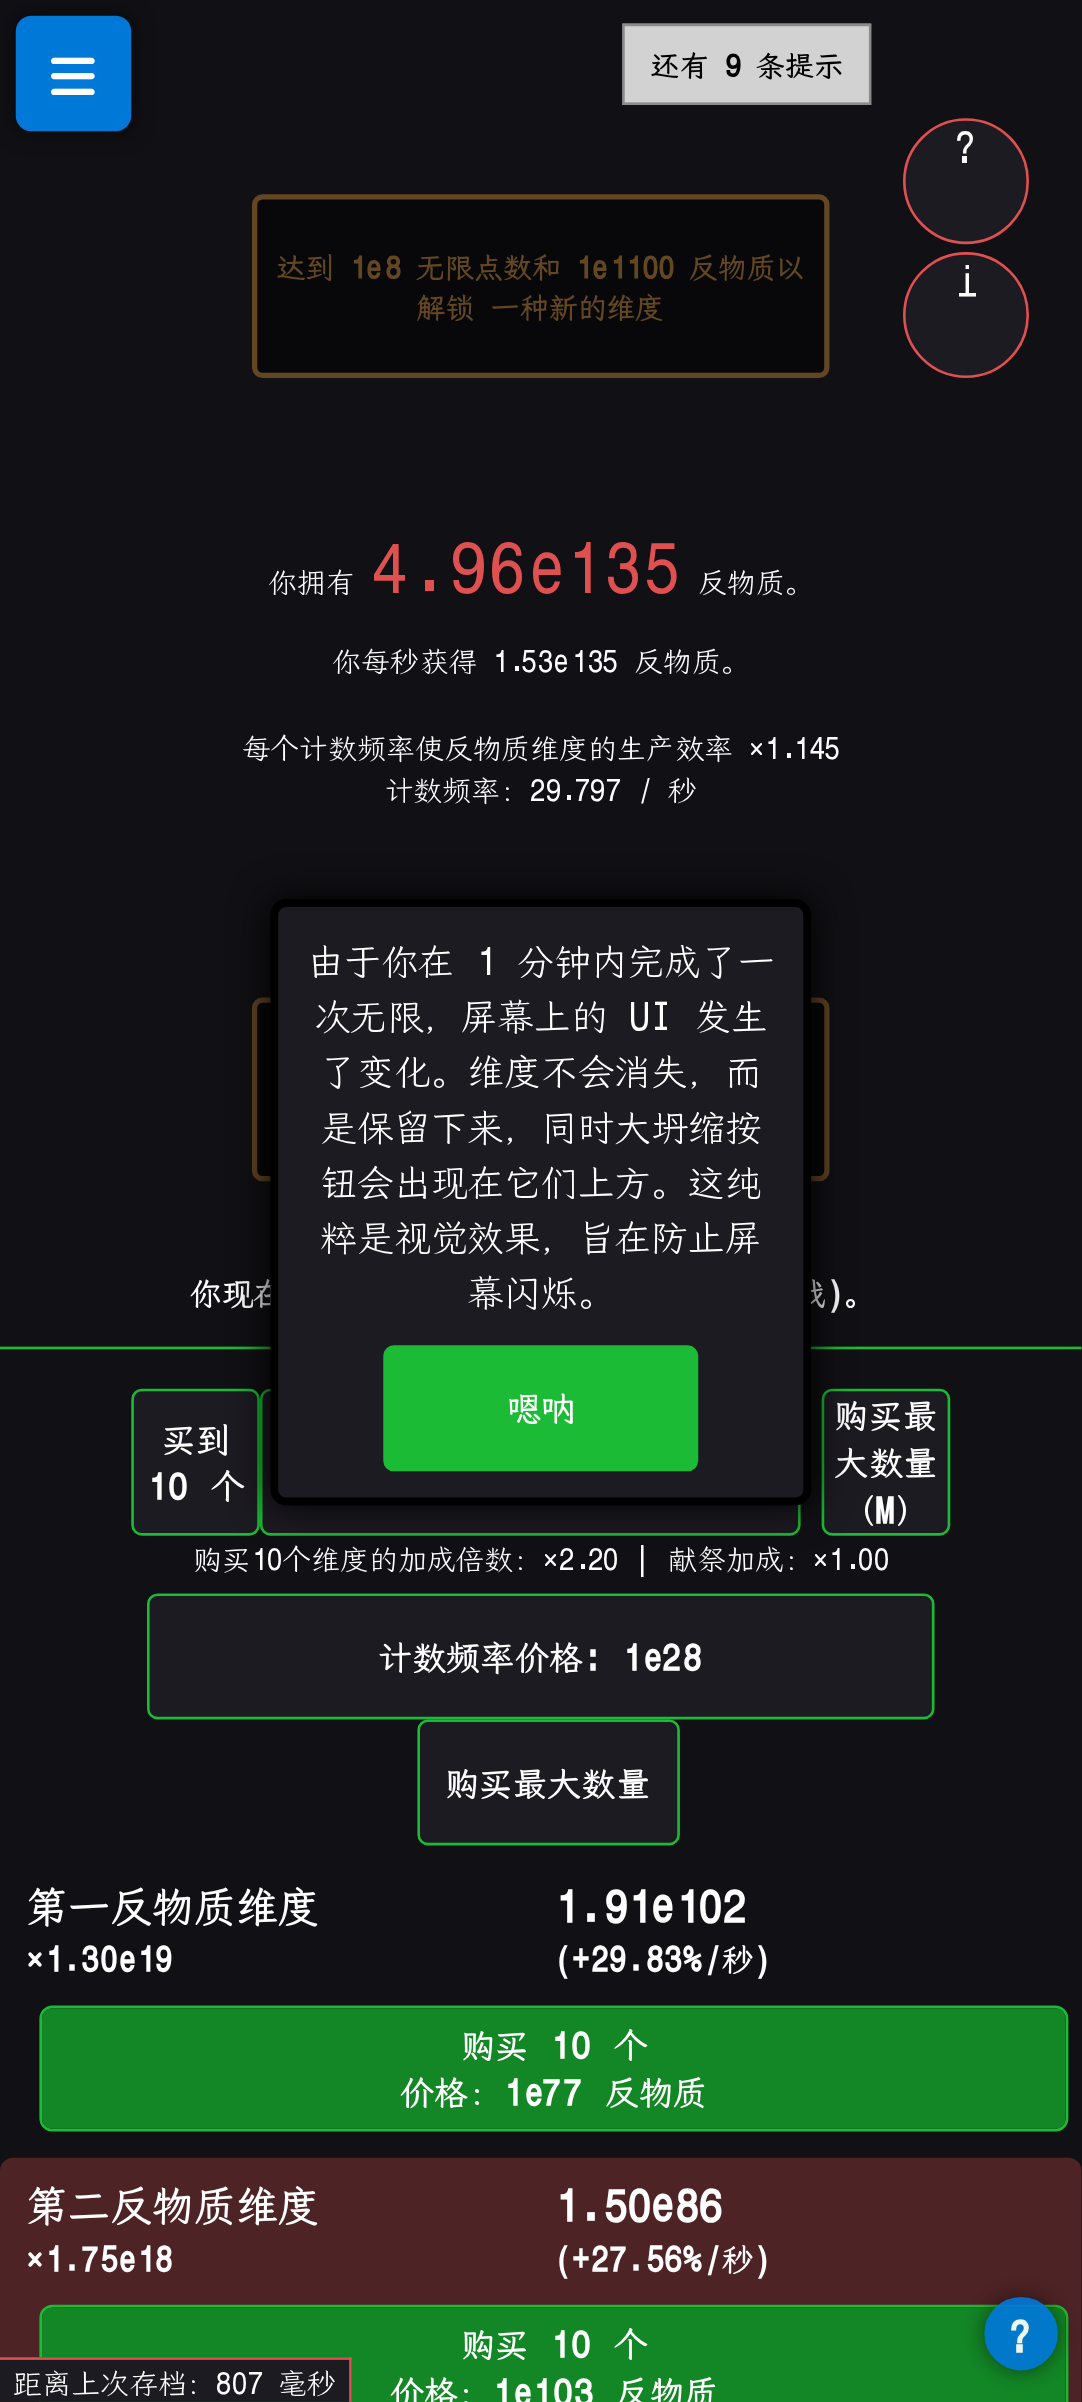 还有 9 条提示
?
i
达到 1e8 无限点数和 1e1100 反物质以
解锁 一种新的维度
你拥有 4.96e135 反物质。
你每秒获得 1.53e135 反物质。
每个计数频率使反物质维度的生产效率 ×1.145
计数频率: 29.797 / 秒
由于你在 1 分钟内完成了一
次无限, 屏幕上的 UI 发生
了变化。维度不会消失, 而
是保留下来, 同时大坍缩按
钮会出现在它们上方。这纯
粹是视觉效果, 旨在防止屏
幕闪烁。
嗯呐
你现在 )。
买到
10 个
购买最
大数量
(M)
购买10个维度的加成倍数: ×2.20 | 献祭加成: ×1.00
计数频率价格: 1e28
购买最大数量
第一反物质维度 1.91e102
×1.30e19 (+29.83%/秒)
购买 10 个
价格: 1e77 反物质
第二反物质维度 1.50e86
×1.75e18 (+27.56%/秒)
购买 10 个
价格: 1e103 反物质
?
距离上次存档: 807 毫秒